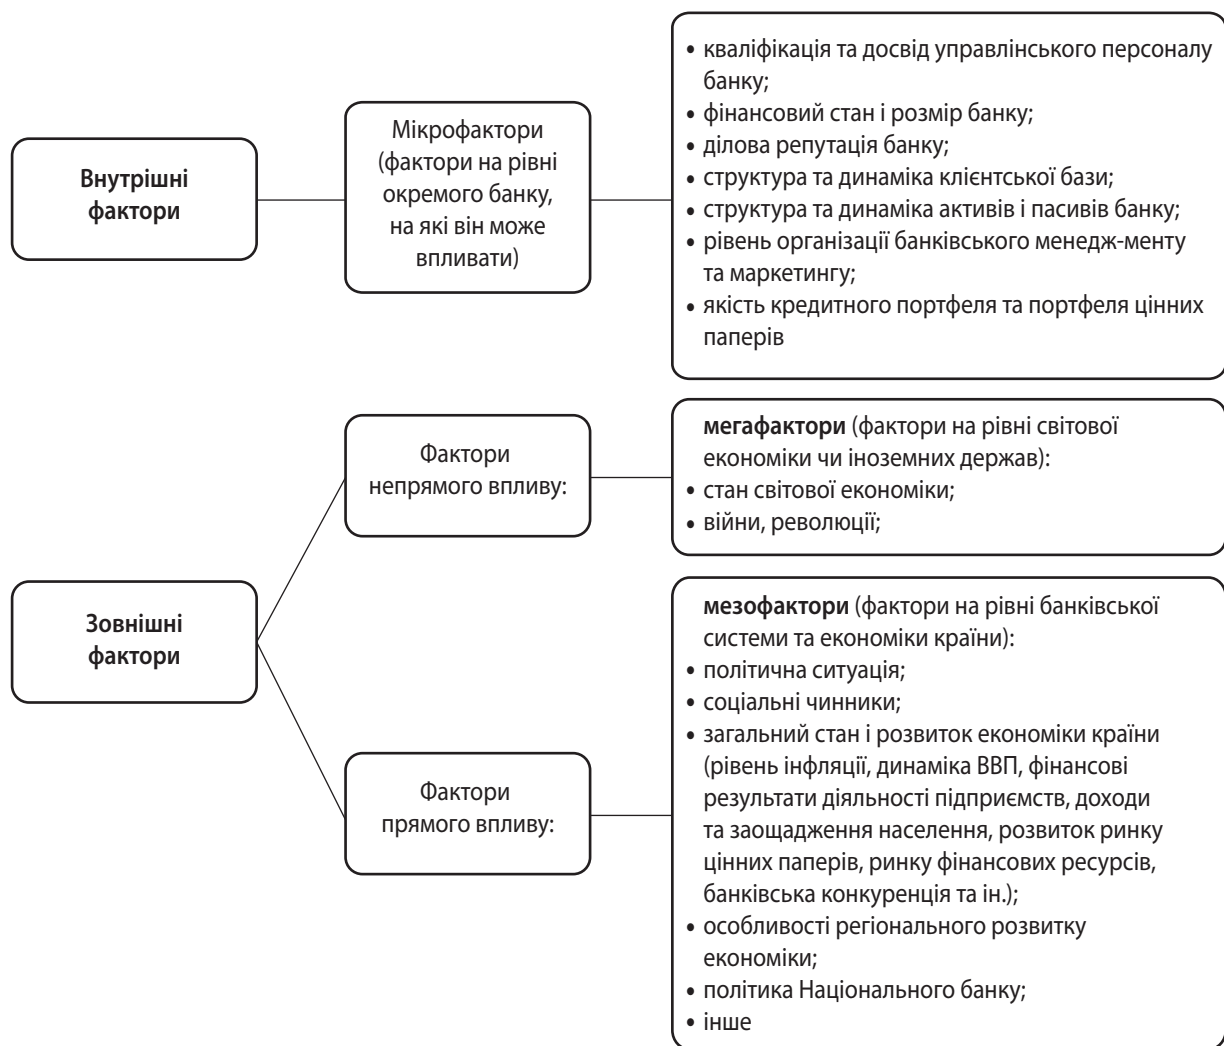 Внутрішні
фактори
Мікрофактори
(фактори на рівні
окремого банку,
на які він може
впливати)
• кваліфікація та досвід управлінського персоналу
банку;
• фінансовий стан і розмір банку;
• ділова репутація банку;
• структура та динаміка клієнтської бази;
• структура та динаміка активів і пасивів банку;
• рівень організації банківського менедж-менту
та маркетингу;
• якість кредитного портфеля та портфеля цінних
паперів
Зовнішні
фактори
Фактори
непрямого впливу:
мегафактори (фактори на рівні світової
економіки чи іноземних держав):
• стан світової економіки;
• війни, революції;
Фактори
прямого впливу:
мезофактори (фактори на рівні банківської
системи та економіки країни):
• політична ситуація;
• соціальні чинники;
• загальний стан і розвиток економіки країни
(рівень інфляції, динаміка ВВП, фінансові
результати діяльності підприємств, доходи
та заощадження населення, розвиток ринку
цінних паперів, ринку фінансових ресурсів,
банківська конкуренція та ін.);
• особливості регіонального розвитку
економіки;
• політика Національного банку;
• інше